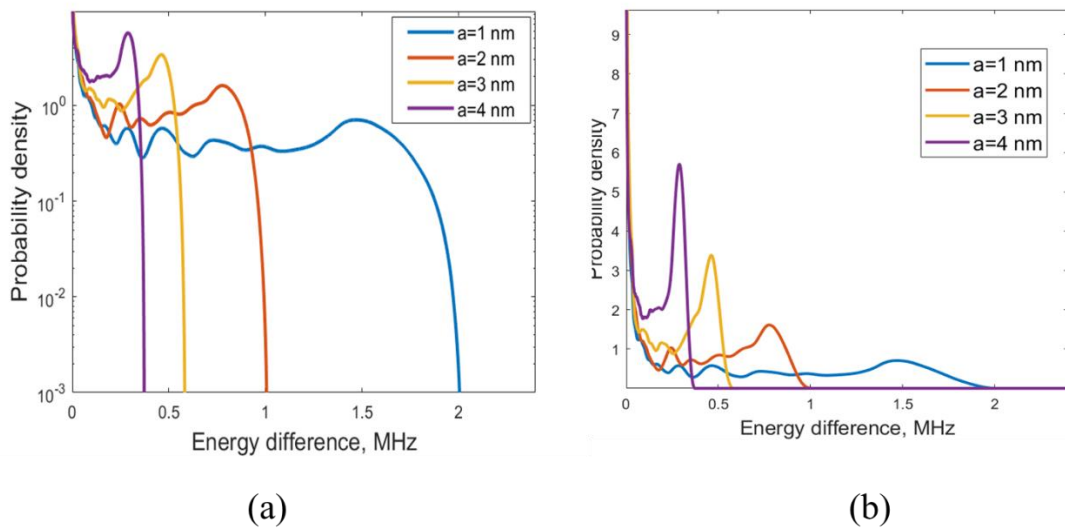 a=1 nm
a=2 nm
a=3 nm
a=4 nm
Probability density
10^0
10^-1
10^-2
10^-3
0
0.5
1
1.5
2
Energy difference, MHz
(a)
a=1 nm
a=2 nm
a=3 nm
a=4 nm
Probability density
9
8
7
6
5
4
3
2
1
0
0.5
1
1.5
2
Energy difference, MHz
(b)